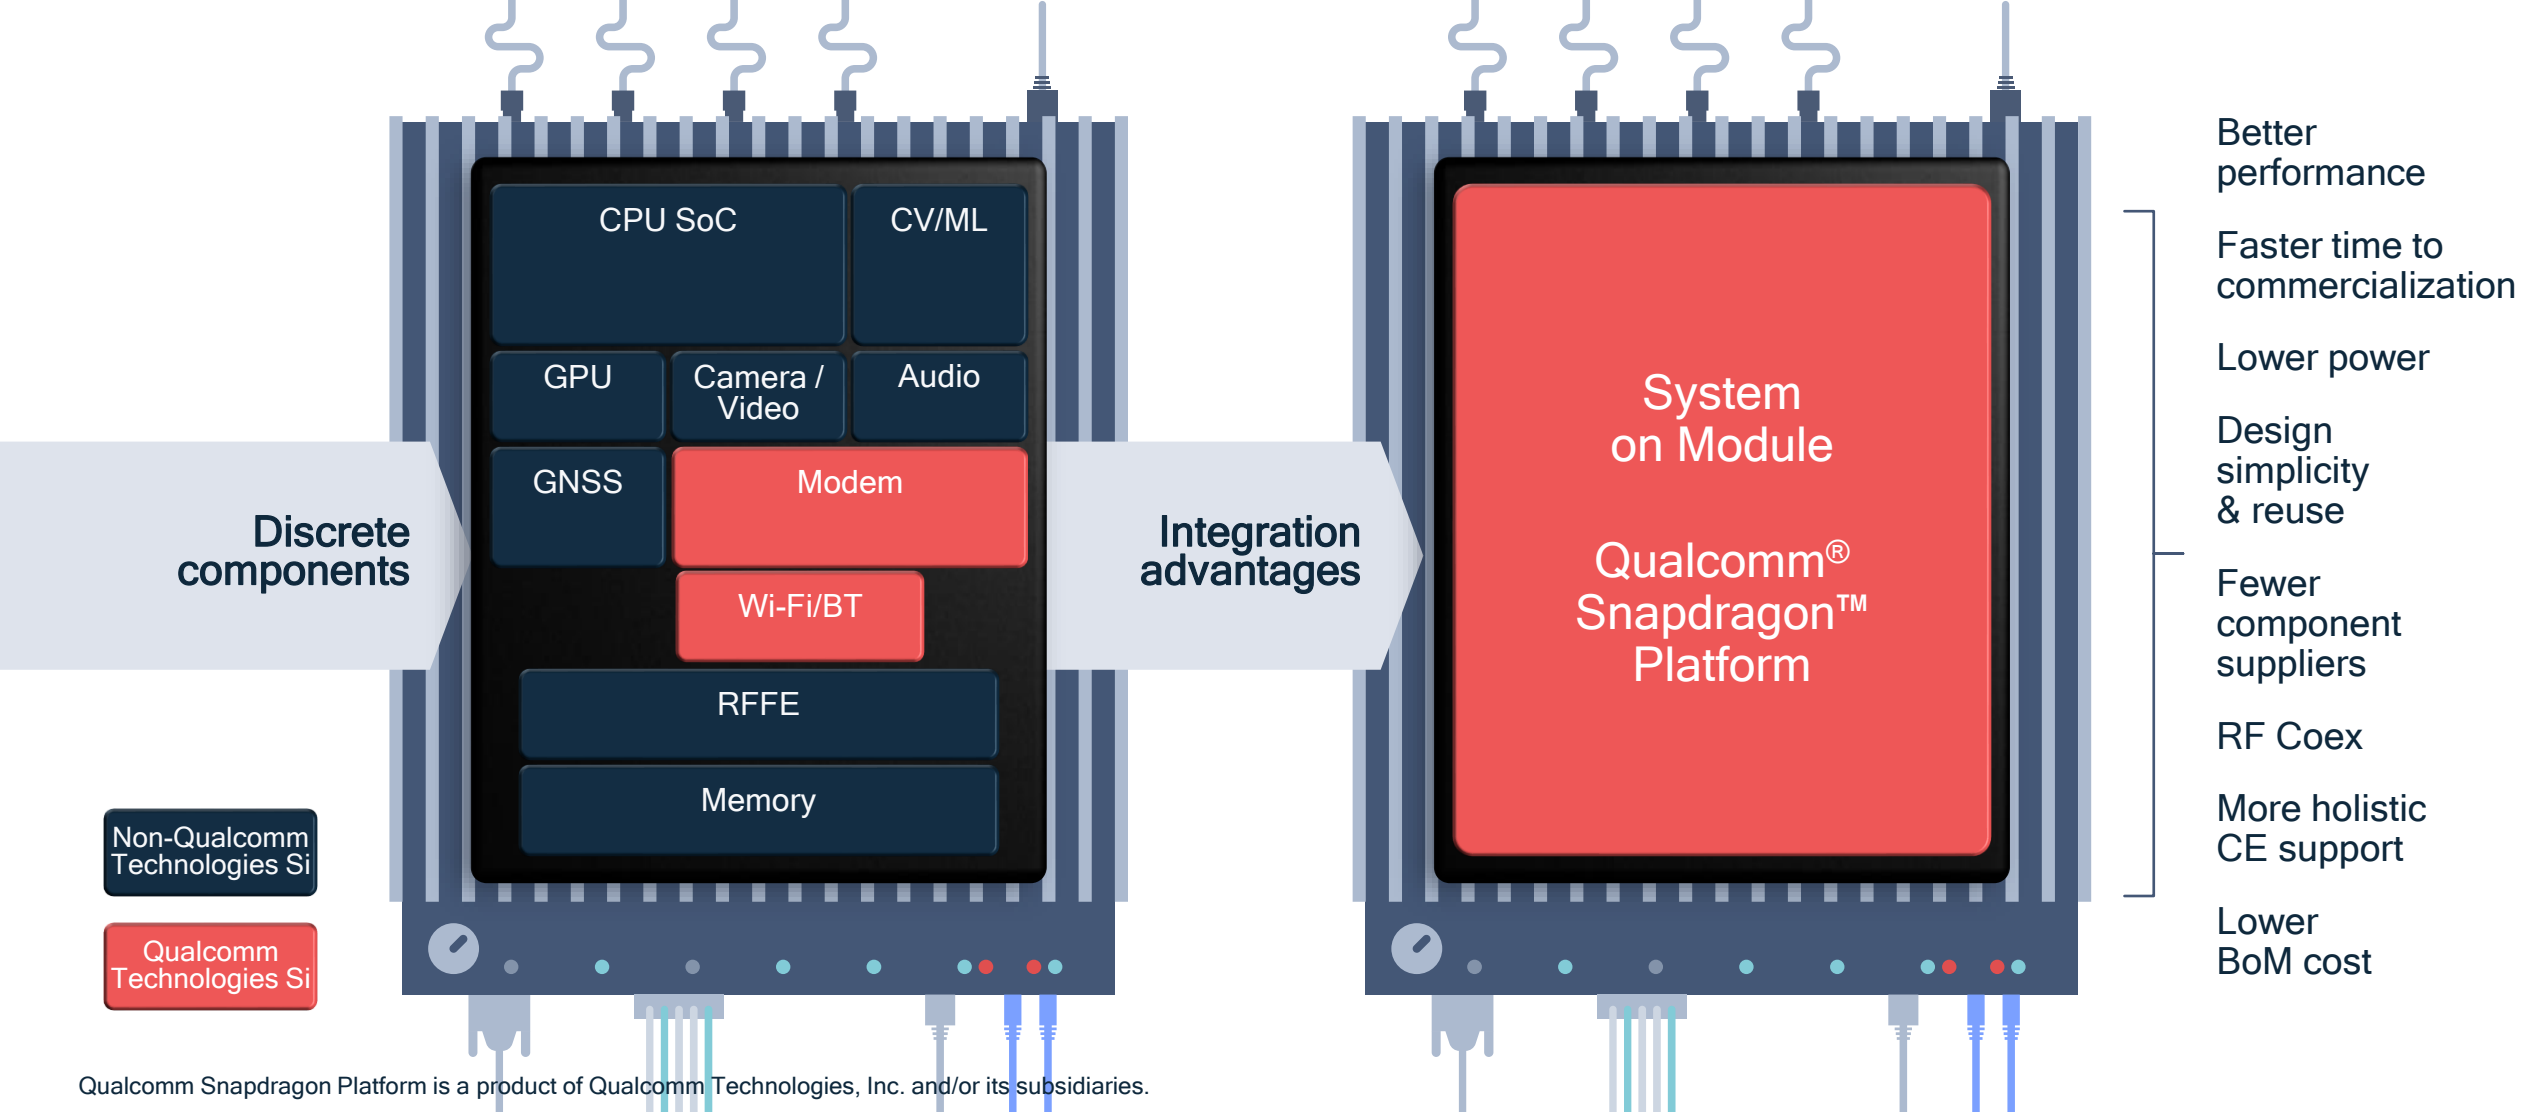 CPU SoC
CV/ML
GPU
Camera /
Video
Audio
GNSS
Modem
Wi-Fi/BT
RFFE
Memory
Discrete
components
Non-Qualcomm
Technologies Si
Qualcomm
Technologies Si
Integration
advantages
System
on Module
Qualcomm®
Snapdragon™
Platform
Better
performance
Faster time to
commercialization
Lower power
Design
simplicity
& reuse
Fewer
component
suppliers
RF Coex
More holistic
CE support
Lower
BoM cost
Qualcomm Snapdragon Platform is a product of Qualcomm Technologies, Inc. and/or its subsidiaries.